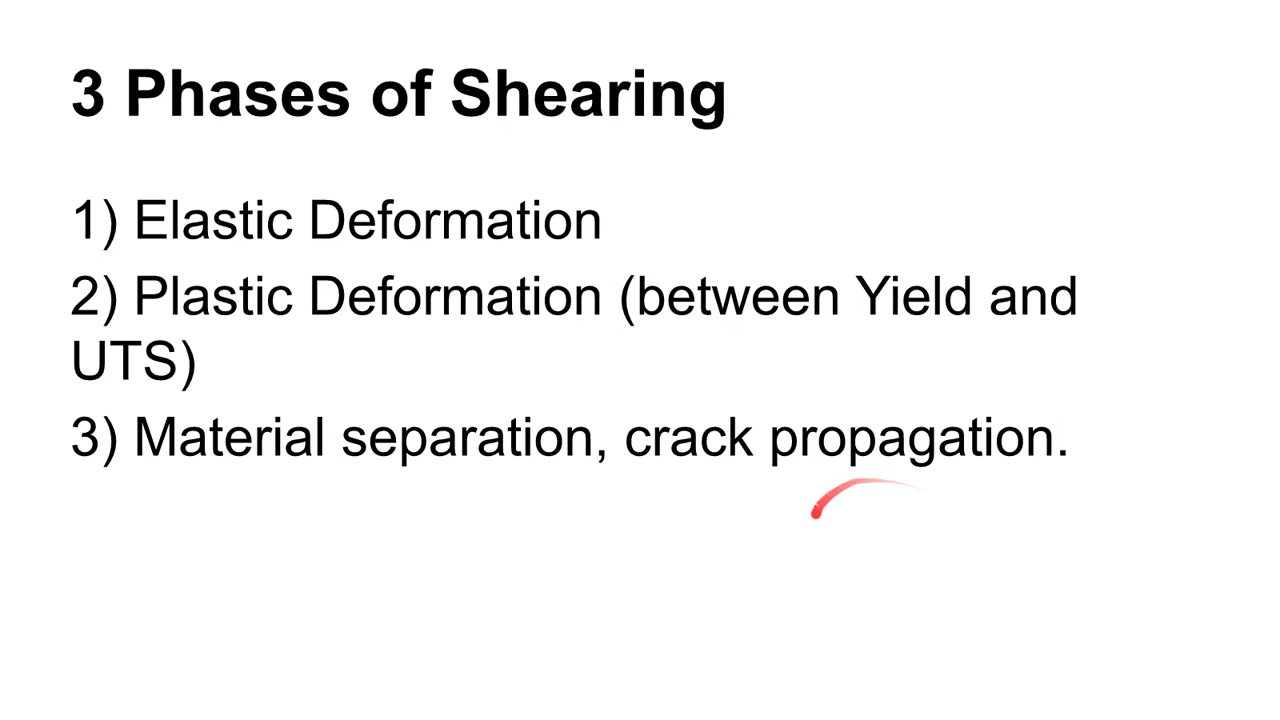 3 Phases of Shearing
1) Elastic Deformation
2) Plastic Deformation (between Yield and
UTS)
3) Material separation, crack propagation.